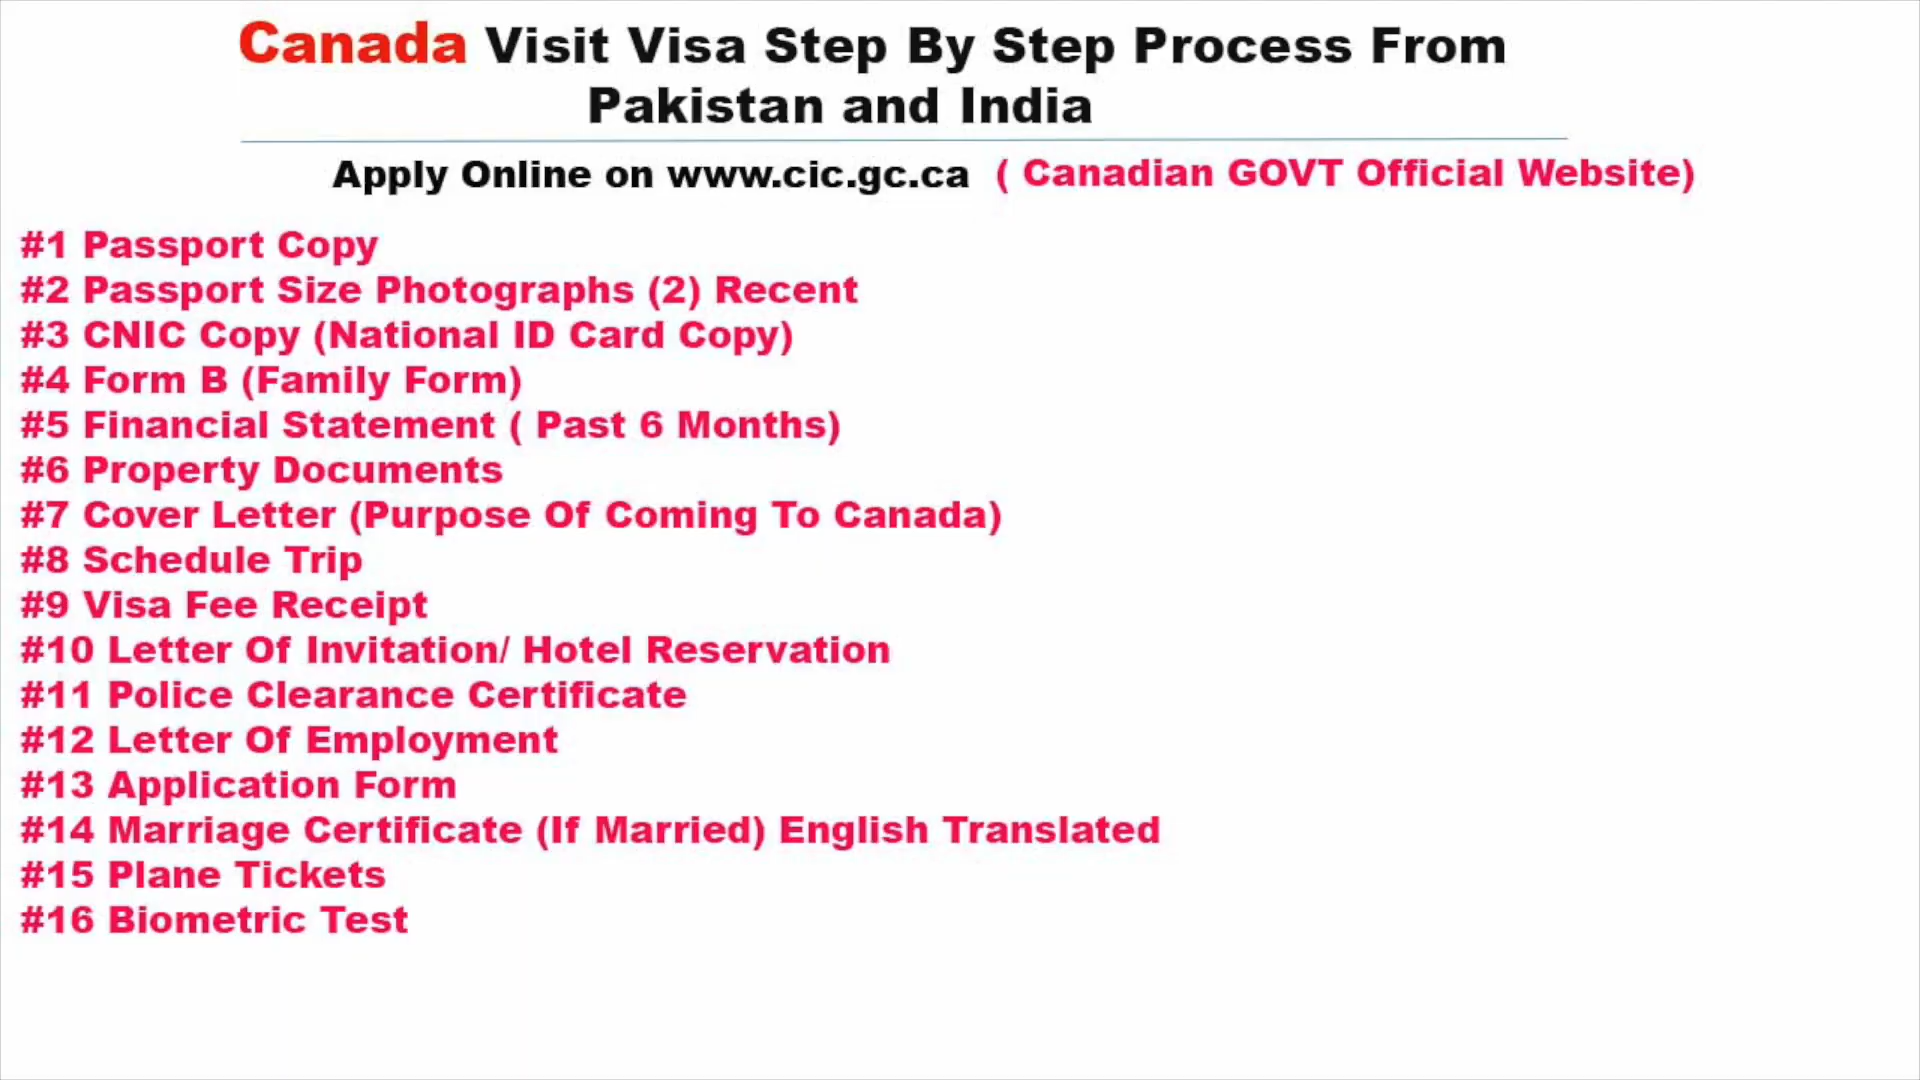 Canada Visit Visa Step By Step Process From
Pakistan and India
Apply Online on www.cic.gc.ca ( Canadian GOVT Official Website)
#1 Passport Copy
#2 Passport Size Photographs (2) Recent
#3 CNIC Copy (National ID Card Copy)
#4 Form B (Family Form)
#5 Financial Statement ( Past 6 Months)
#6 Property Documents
#7 Cover Letter (Purpose Of Coming To Canada)
#8 Schedule Trip
#9 Visa Fee Receipt
#10 Letter Of Invitation/ Hotel Reservation
#11 Police Clearance Certificate
#12 Letter Of Employment
#13 Application Form
#14 Marriage Certificate (If Married) English Translated
#15 Plane Tickets
#16 Biometric Test